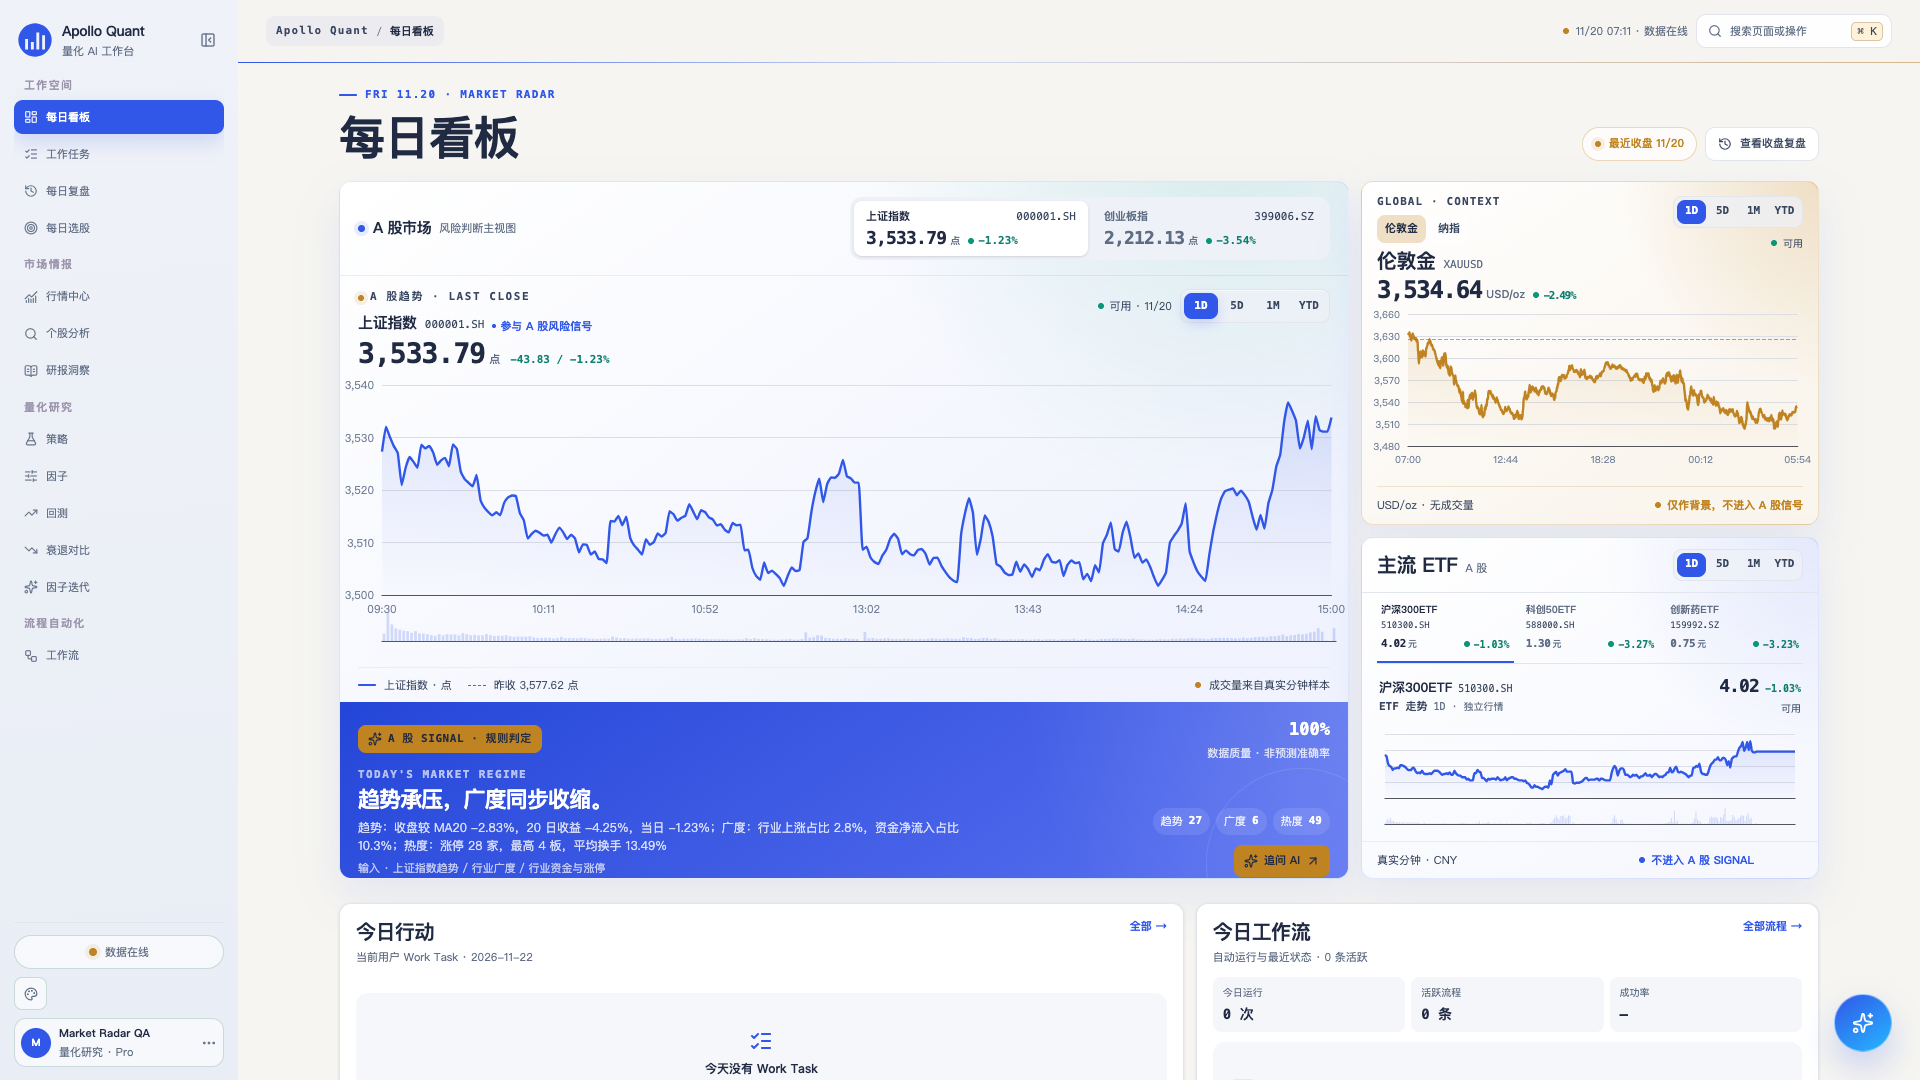 Apollo Quant
量化 AI 工作台
工作空间
每日看板
工作任务
每日复盘
每日选股
市场情报
行情中心
个股分析
研报洞察
量化研究
策略
因子
回测
衰退对比
因子迭代
流程自动化
工作流
数据在线
M
Market Radar QA
量化研究 · Pro
Apollo Quant / 每日看板
11/20 07:11 · 数据在线
搜索页面或操作
⌘ K
FRI 11.20 · MARKET RADAR
每日看板
最近收盘 11/20
查看收盘复盘
A 股市场 风险判断主视图
上证指数 000001.SH
3,533.79 点 −1.23%
创业板指 399006.SZ
2,212.13 点 −3.54%
A 股趋势 · LAST CLOSE
可用 · 11/20
1D 5D 1M YTD
上证指数 000001.SH 参与 A 股风险信号
3,533.79 点 −43.83 / −1.23%
3,540
3,530
3,520
3,510
3,500
09:30 10:11 10:52 13:02 13:43 14:24 15:00
上证指数 · 点 昨收 3,577.62 点
成交量来自真实分钟样本
A 股 SIGNAL · 规则判定
100%
数据质量 · 非预测准确率
TODAY'S MARKET REGIME
趋势承压，广度同步收缩。
趋势：收盘较 MA20 −2.83%，20 日收益 −4.25%，当日 −1.23%；广度：行业上涨占比 2.8%，资金净流入占比
10.3%；热度：涨停 28 家，最高 4 板，平均换手 13.49%
输入 · 上证指数趋势 / 行业广度 / 行业资金与涨停
趋势 27 广度 6 热度 49
追问 AI
GLOBAL · CONTEXT
1D 5D 1M YTD
伦敦金 纳指
可用
伦敦金 XAUUSD
3,534.64 USD/oz −2.49%
3,660
3,630
3,600
3,570
3,540
3,510
3,480
07:00 12:44 18:28 00:12 05:54
USD/oz · 无成交量
仅作背景，不进入 A 股信号
主流 ETF A 股
1D 5D 1M YTD
沪深300ETF
510300.SH
4.02元 −1.03%
科创50ETF
588000.SH
1.30元 −3.27%
创新药ETF
159992.SZ
0.75元 −3.23%
沪深300ETF 510300.SH
4.02 −1.03%
ETF 走势 1D · 独立行情
可用
真实分钟 · CNY
不进入 A 股 SIGNAL
今日行动
全部 →
当前用户 Work Task · 2026-11-22
今天没有 Work Task
今日工作流
全部流程 →
自动运行与最近状态 · 0 条活跃
今日运行
0 次
活跃流程
0 条
成功率
—